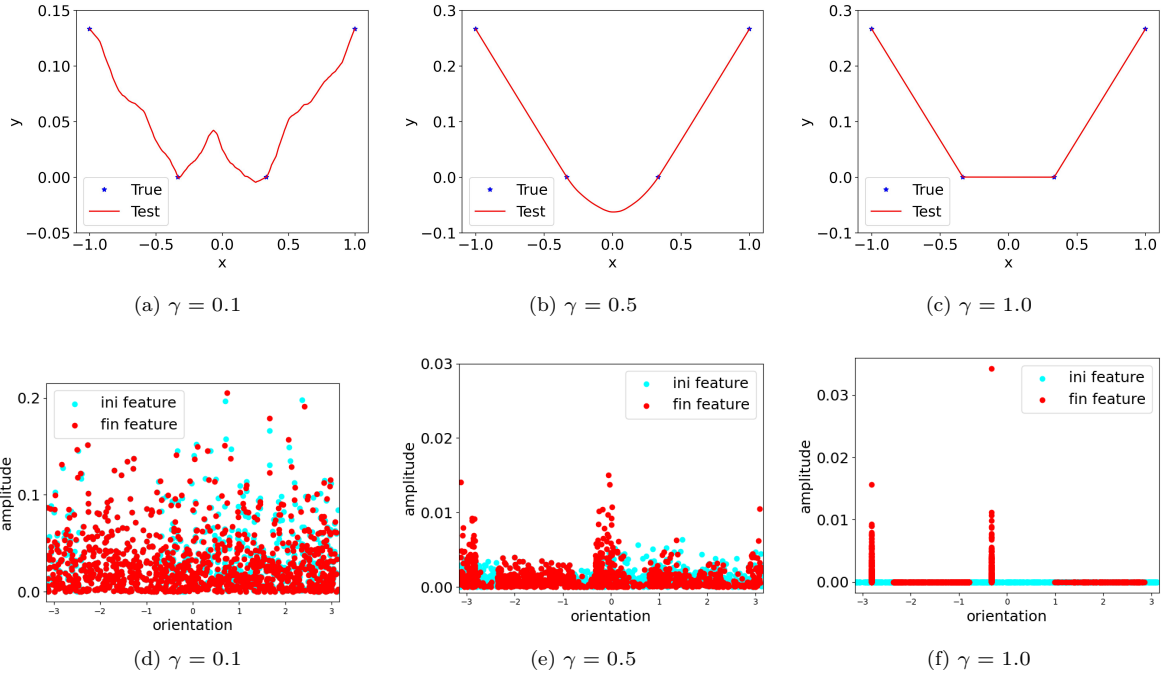 0.15
0.10
0.05
0.00
−0.05
y
True
Test
−1.0 −0.5 0.0 0.5 1.0
x
(a) γ = 0.1
0.3
0.2
0.1
0.0
−0.1
y
True
Test
−1.0 −0.5 0.0 0.5 1.0
x
(b) γ = 0.5
0.3
0.2
0.1
0.0
−0.1
y
True
Test
−1.0 −0.5 0.0 0.5 1.0
x
(c) γ = 1.0
0.2
0.1
0.0
amplitude
ini feature
fin feature
−3 −2 −1 0 1 2 3
orientation
(d) γ = 0.1
0.03
0.02
0.01
0.00
amplitude
ini feature
fin feature
−3 −2 −1 0 1 2 3
orientation
(e) γ = 0.5
0.03
0.02
0.01
0.00
amplitude
ini feature
fin feature
−3 −2 −1 0 1 2 3
orientation
(f) γ = 1.0